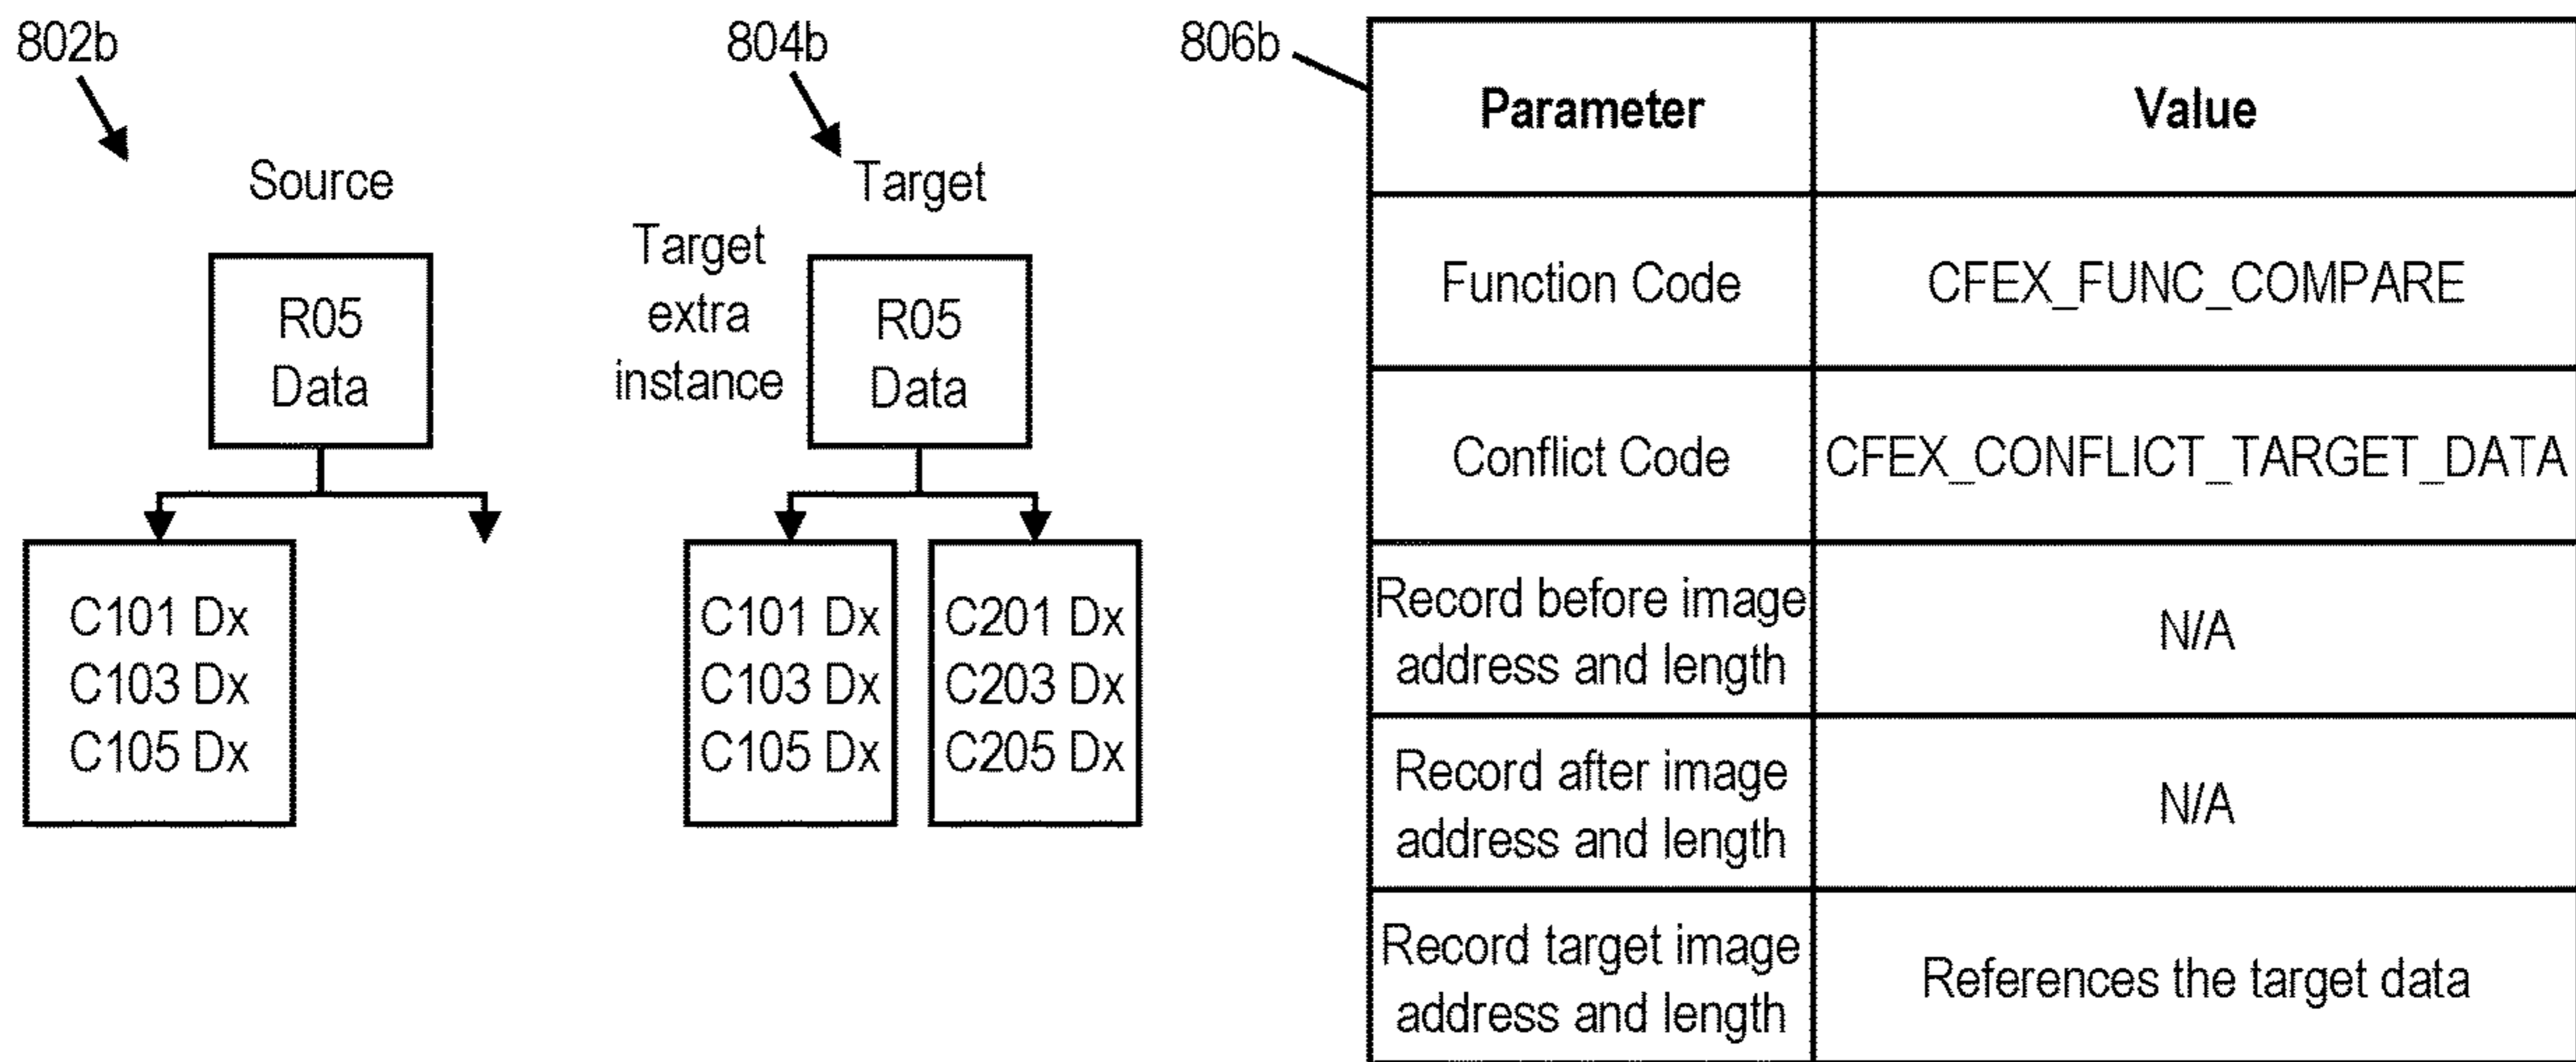 802b
Source
R05
Data
C101 Dx
C103 Dx
C105 Dx
804b
Target
Target
extra
instance
R05
Data
C101 Dx
C103 Dx
C105 Dx
C201 Dx
C203 Dx
C205 Dx
806b
Parameter Value
Function Code CFEX_FUNC_COMPARE
Conflict Code CFEX_CONFLICT_TARGET_DATA
Record before image
address and length
N/A
Record after image
address and length
N/A
Record target image
address and length
References the target data